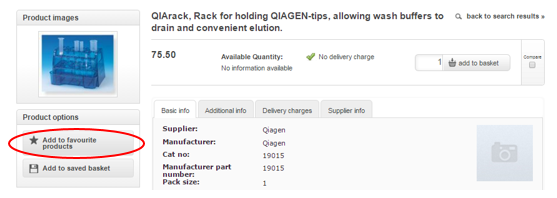 Product images
QIArack, Rack for holding QIAGEN-tips, allowing wash buffers to
drain and convenient elution.
back to search results »
75.50
Available Quantity:
No information available
No delivery charge
1
add to basket
Compare
Product options
Add to favourite
products
Add to saved basket
Basic info
Additional info
Delivery charges
Supplier info
Supplier: Qiagen
Manufacturer: Qiagen
Cat no: 19015
Manufacturer part 19015
number:
Pack size: 1